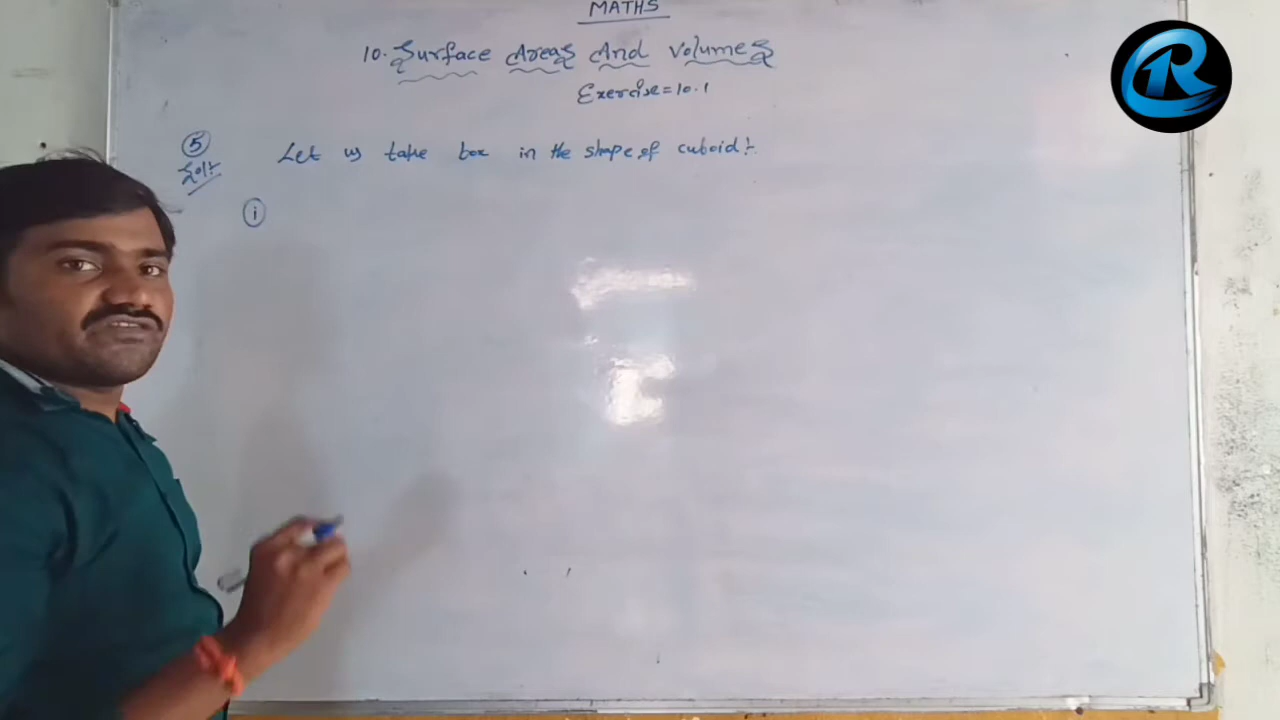 MATHS
10. Surface Areas And Volumes
Exercise = 10.1
5
Sol:-
Let us take box in the shape of cuboid:-
i
R